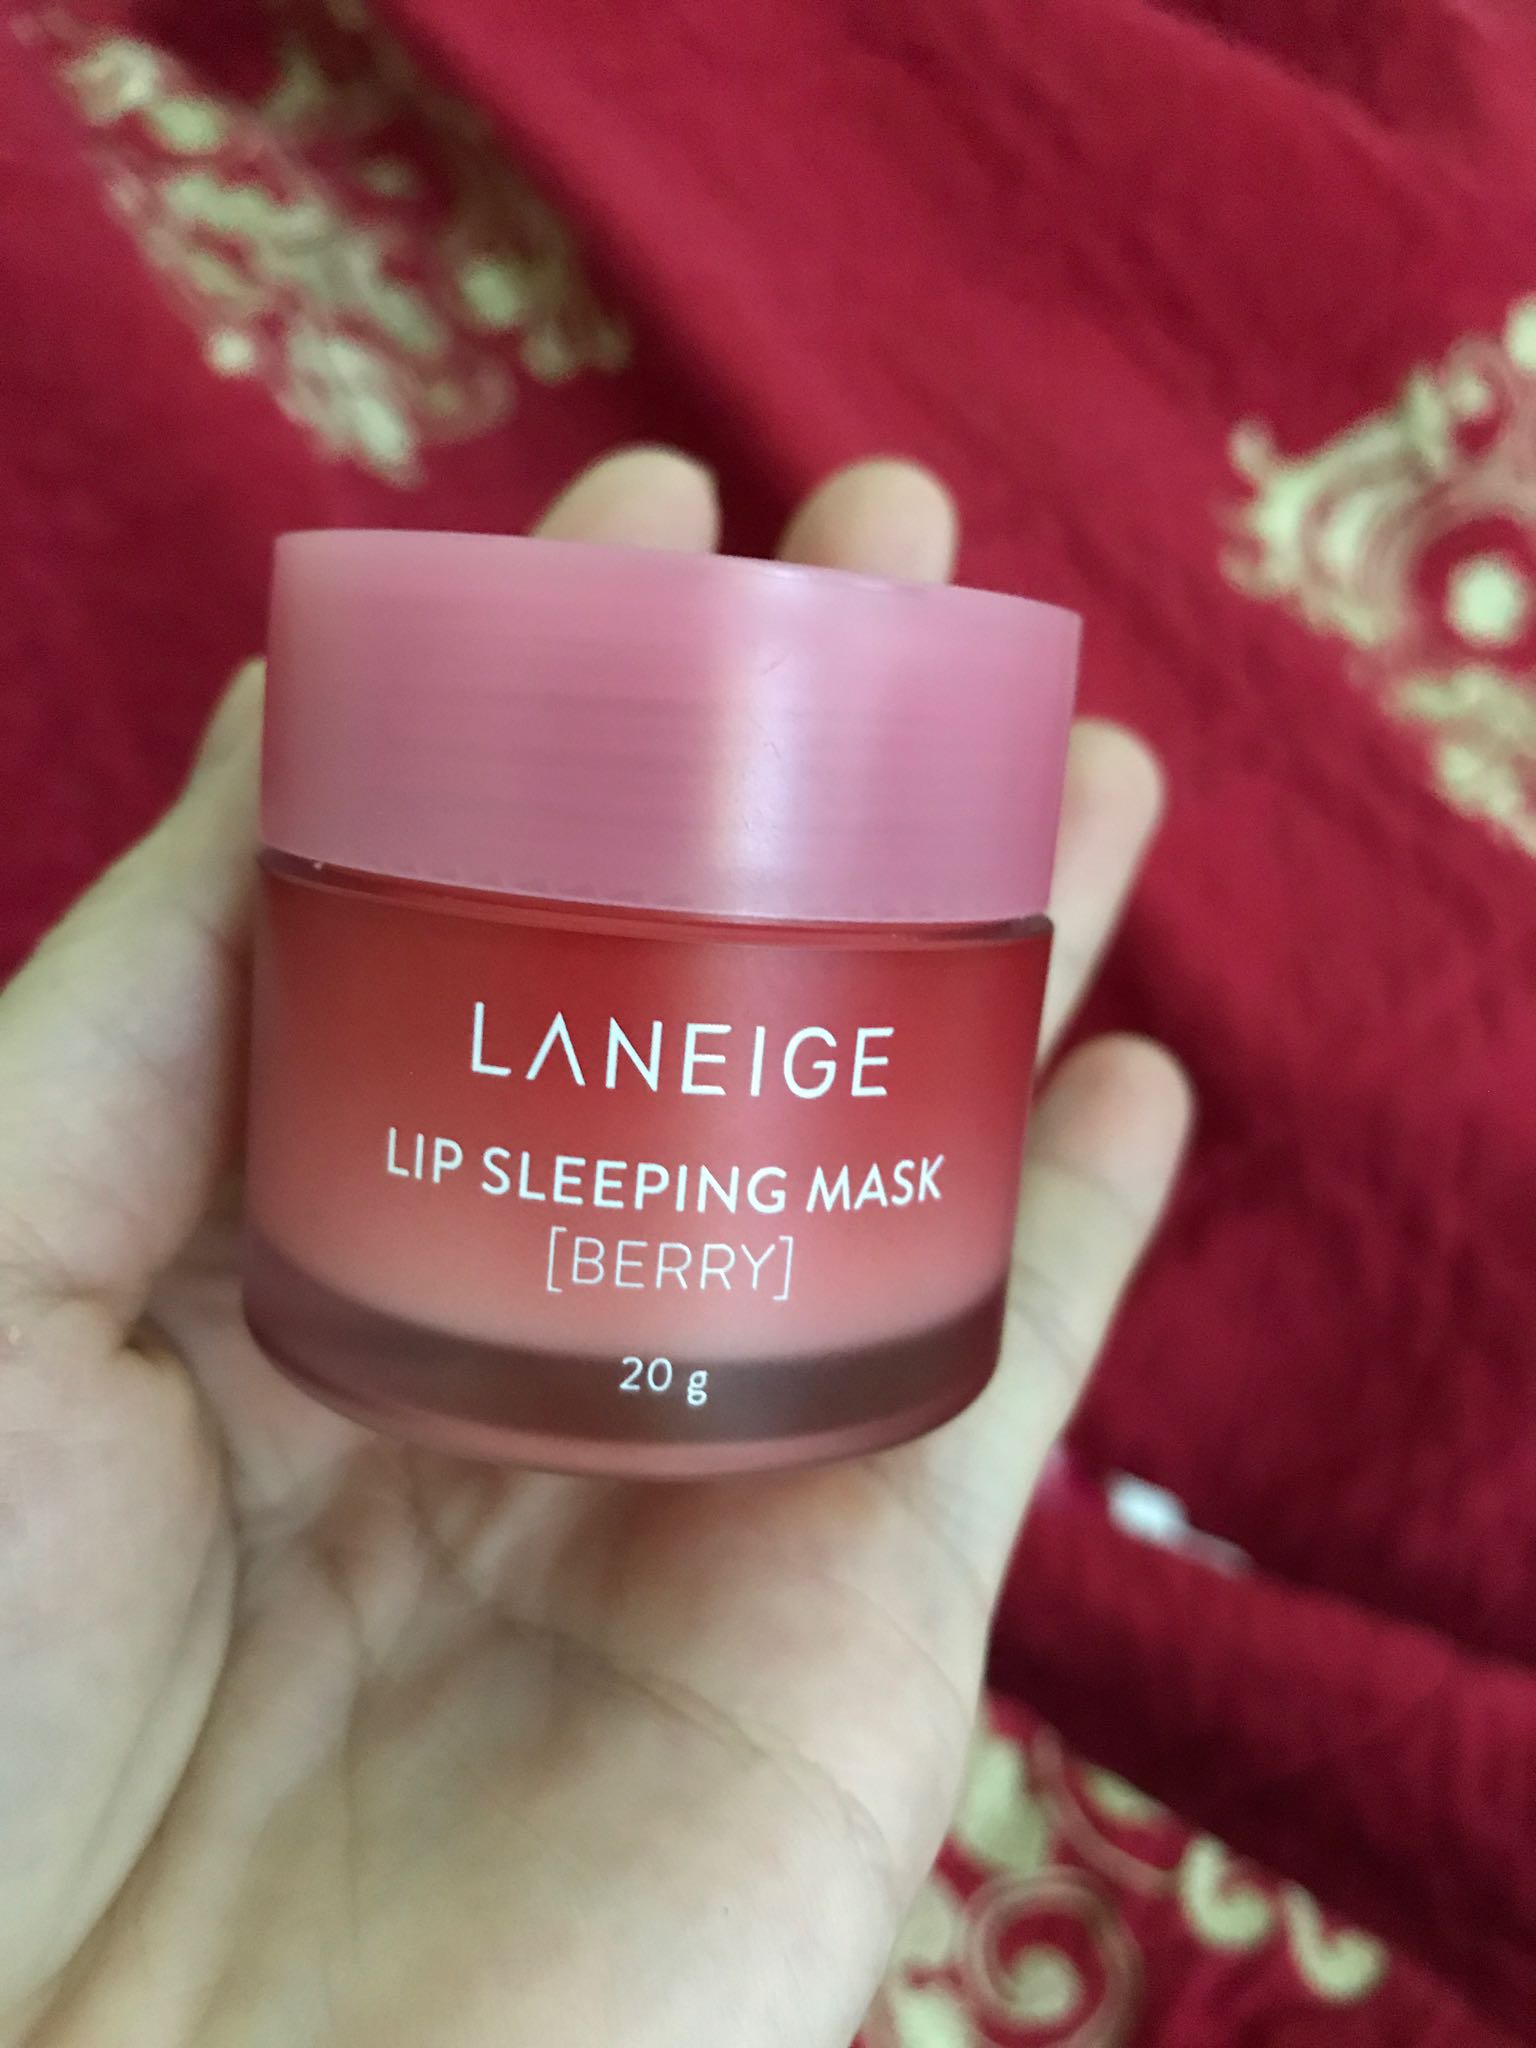 LANEIGE
LIP SLEEPING MASK
[BERRY]
20 g